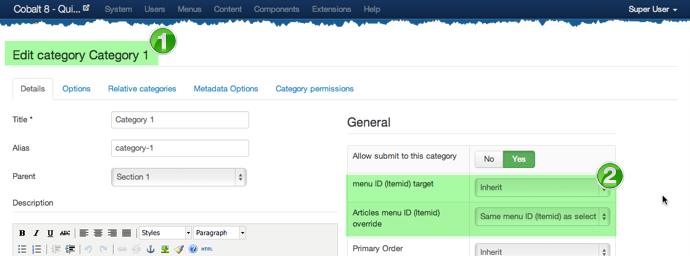 Cobalt 8 - Qui... System Users Menus Content Components Extensions Help Super User
1
Edit category Category 1
Details Options Relative categories Metadata Options Category permissions
Title * Category 1
Alias category-1
Parent Section 1
Description
B I U ABC Styles Paragraph
HTML
General
Allow submit to this category No Yes
2
menu ID (Itemid) target Inherit
Articles menu ID (Itemid) override Same menu ID (Itemid) as select
Primary Order Inherit